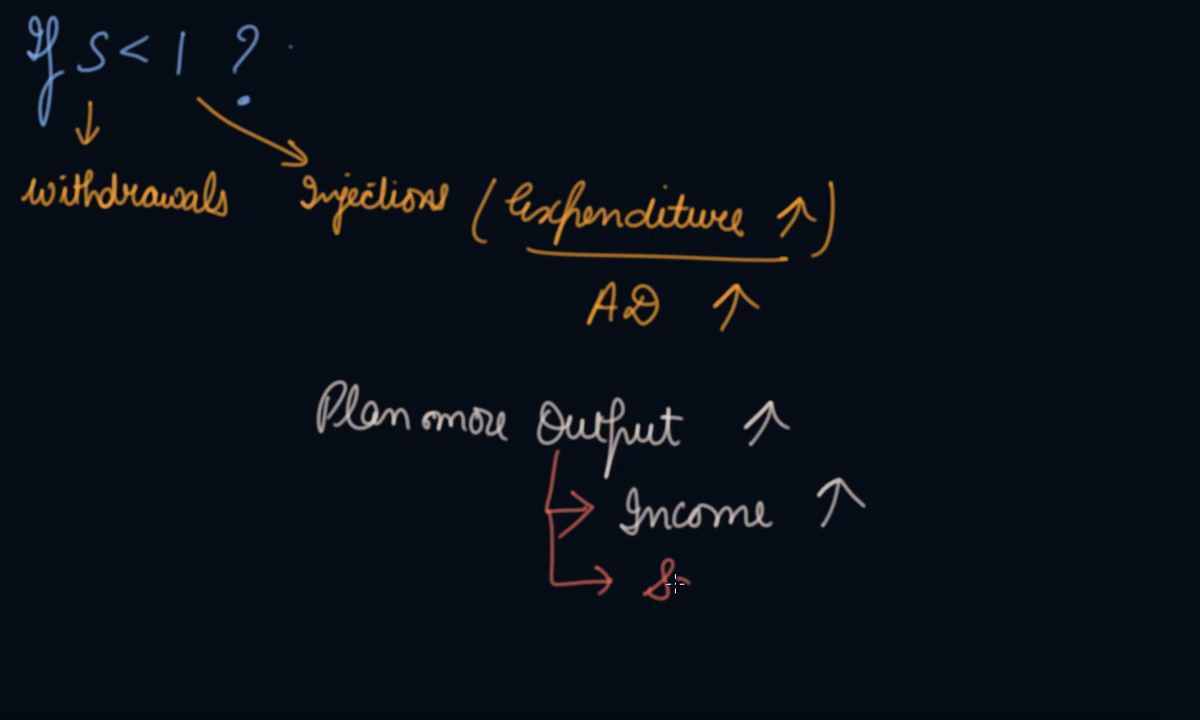 If S < I ?
withdrawals Injections (Expenditure ↑)
AD ↑
Plan more Output ↑
→ Income ↑
→ S